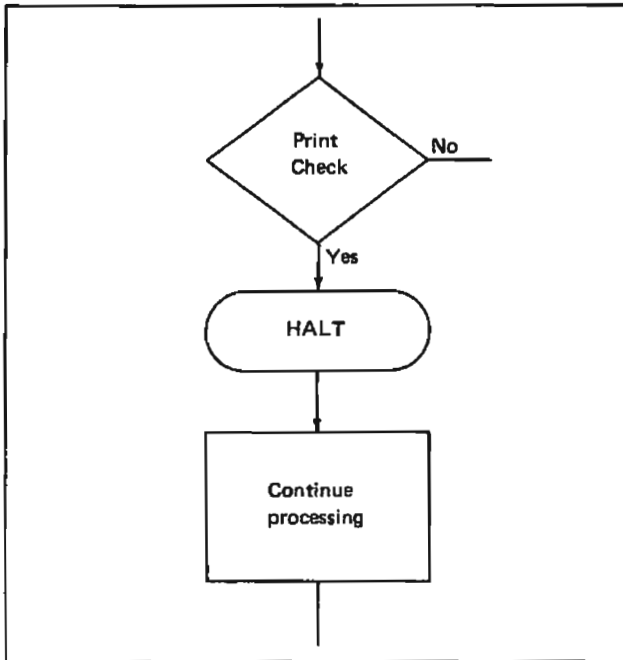 Print
Check
No
Yes
HALT
Continue
processing